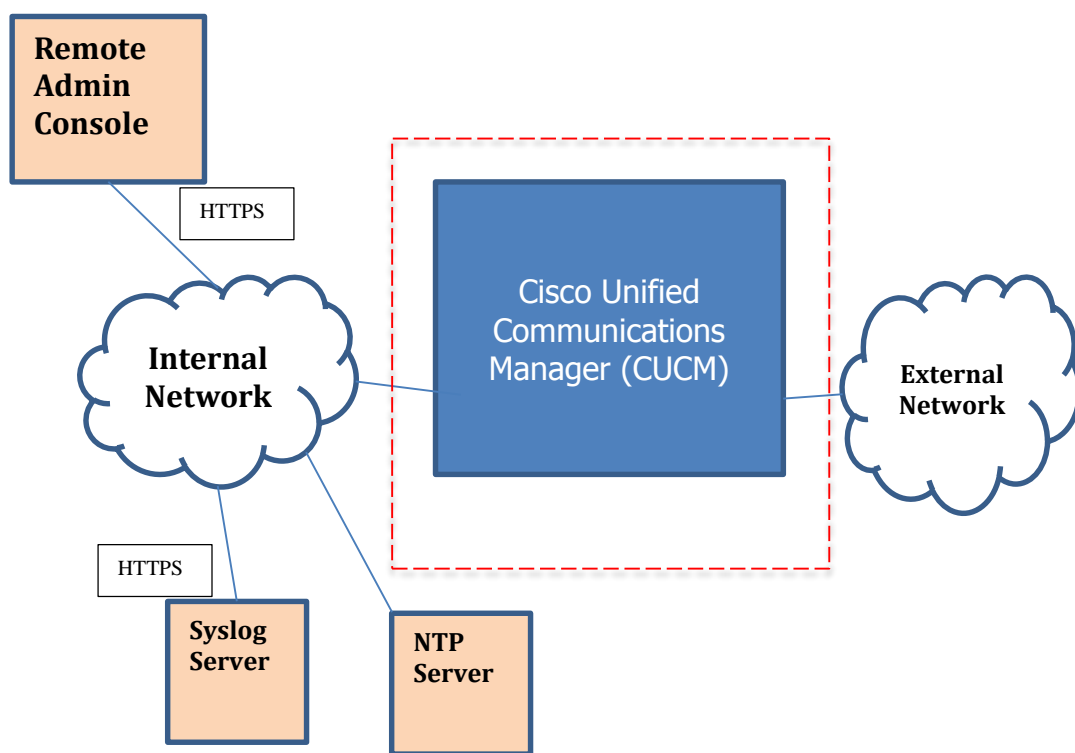 Remote
Admin
Console
HTTPS
Cisco Unified
Communications
Manager (CUCM)
Internal
Network
External
Network
HTTPS
Syslog
Server
NTP
Server